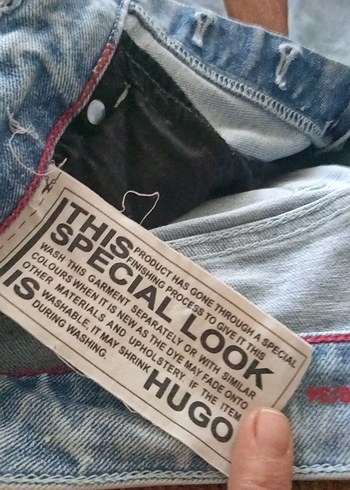 THIS PRODUCT HAS GONE THROUGH A SPECIAL
FINISHING PROCESS TO GIVE IT THIS
SPECIAL LOOK
WASH THIS GARMENT SEPARATELY OR WITH SIMILAR
COLOURS WHEN IT IS NEW AS THE DYE MAY FADE ONTO
OTHER MATERIALS AND UPHOLSTERY. IF THE ITEM
IS WASHABLE, IT MAY SHRINK
DURING WASHING.
HUGO